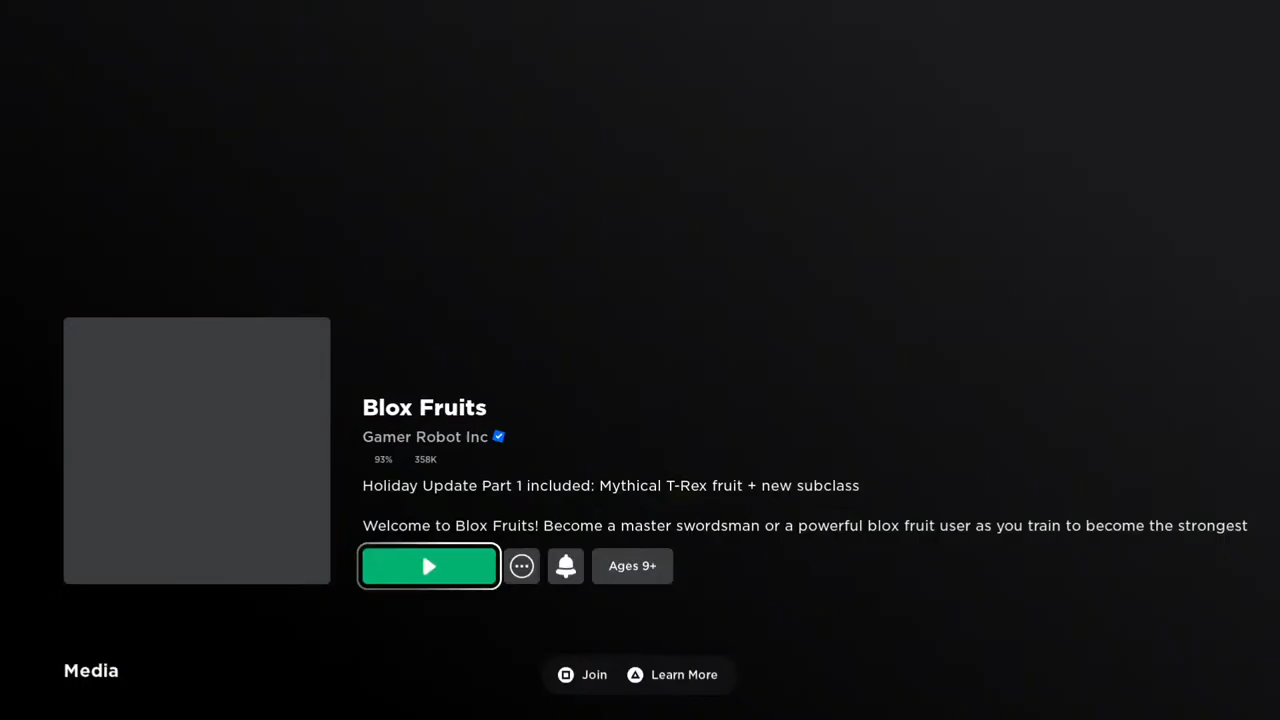 Blox Fruits
Gamer Robot Inc
93% 358K
Holiday Update Part 1 included: Mythical T-Rex fruit + new subclass
Welcome to Blox Fruits! Become a master swordsman or a powerful blox fruit user as you train to become the strongest
Ages 9+
Media
Join Learn More